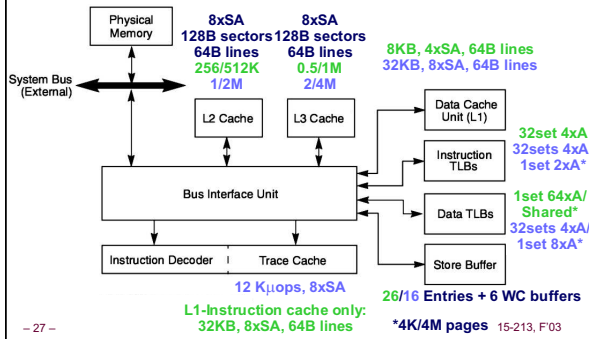 Physical
Memory
System Bus
(External)
8xSA
128B sectors
64B lines
256/512K
1/2M
8xSA
128B sectors
64B lines
0.5/1M
2/4M
8KB, 4xSA, 64B lines
32KB, 8xSA, 64B lines
L2 Cache
L3 Cache
Data Cache
Unit (L1)
32set 4xA
32sets 4xA
1set 2xA*
Instruction
TLBs
Bus Interface Unit
1set 64xA/
Shared*
32sets 4xA/
1set 8xA*
Data TLBs
Instruction Decoder
Trace Cache
Store Buffer
12 Kμops, 8xSA
26/16 Entries + 6 WC buffers
L1-Instruction cache only:
32KB, 8xSA, 64B lines
*4K/4M pages
– 27 –
15-213, F'03